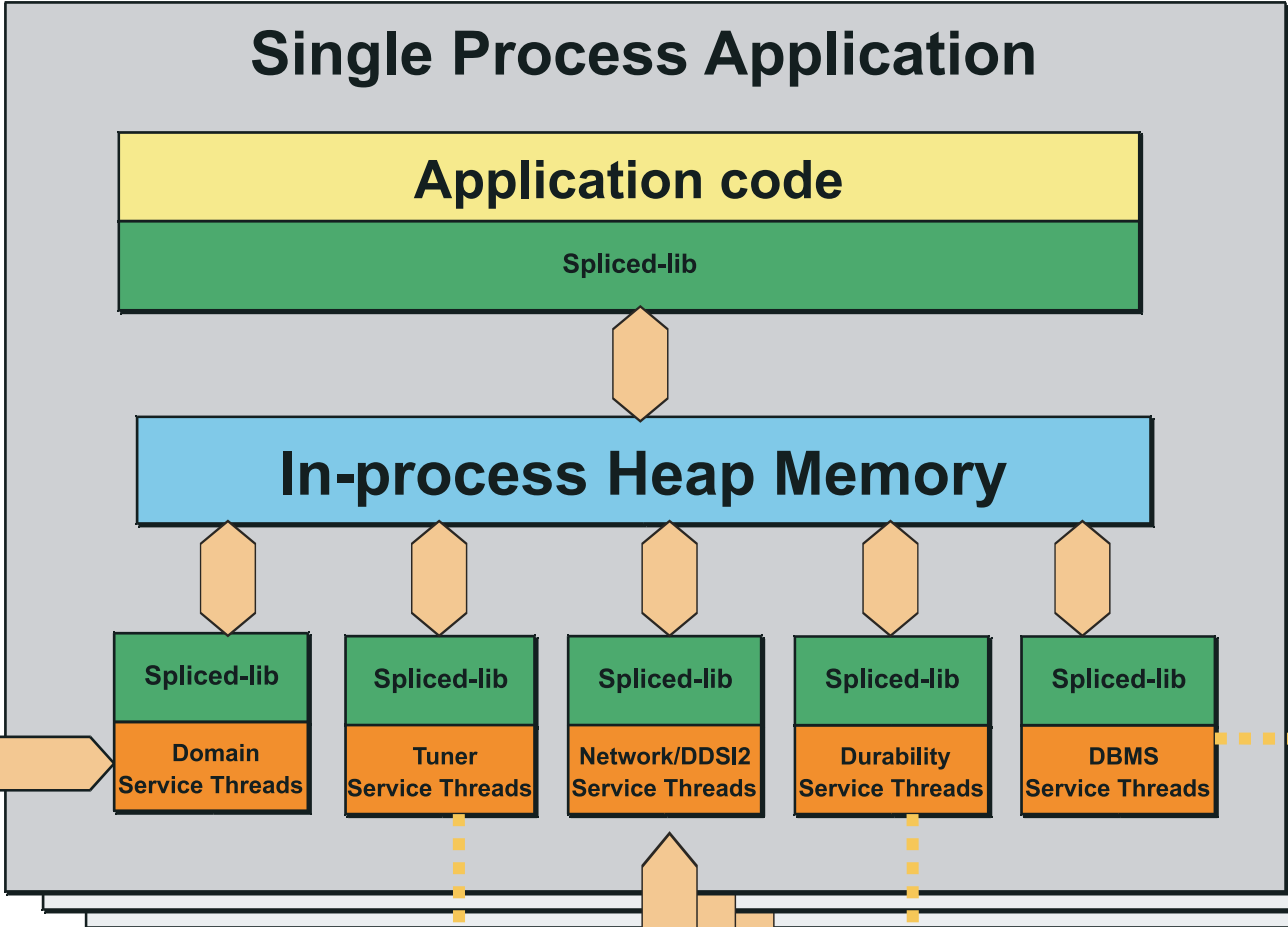 Single Process Application
Application code
Spliced-lib
In-process Heap Memory
Spliced-lib
Domain
Service Threads
Spliced-lib
Tuner
Service Threads
Spliced-lib
Network/DDSI2
Service Threads
Spliced-lib
Durability
Service Threads
Spliced-lib
DBMS
Service Threads